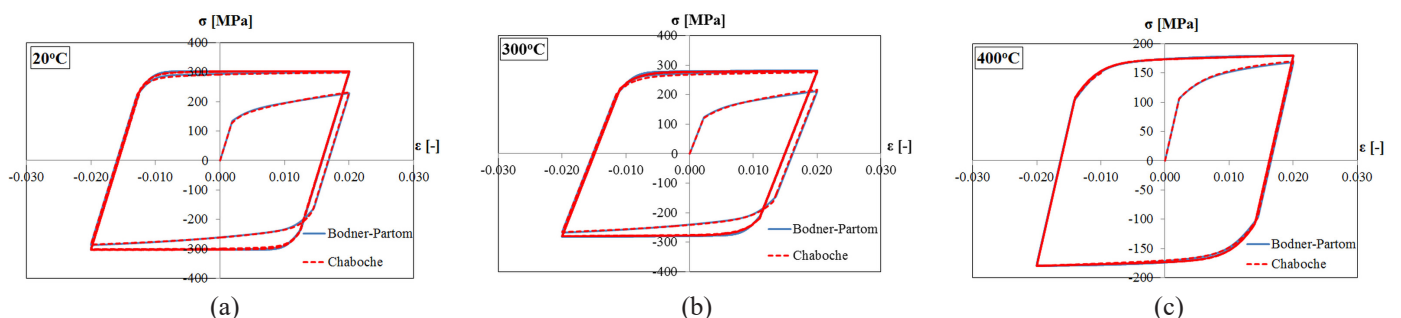 σ [MPa]
20°C
400
300
200
100
0
-100
-200
-300
-400
-0.030
-0.020
-0.010
0.000
0.010
0.020
0.030
ε [-]
Bodner-Partom
Chaboche
(a)
σ [MPa]
300°C
400
300
200
100
0
-100
-200
-300
-400
-0.030
-0.020
-0.010
0.000
0.010
0.020
0.030
ε [-]
Bodner-Partom
Chaboche
(b)
σ [MPa]
400°C
200
150
100
50
0
-50
-100
-150
-200
-0.030
-0.020
-0.010
0.000
0.010
0.020
0.030
ε [-]
Bodner-Partom
Chaboche
(c)